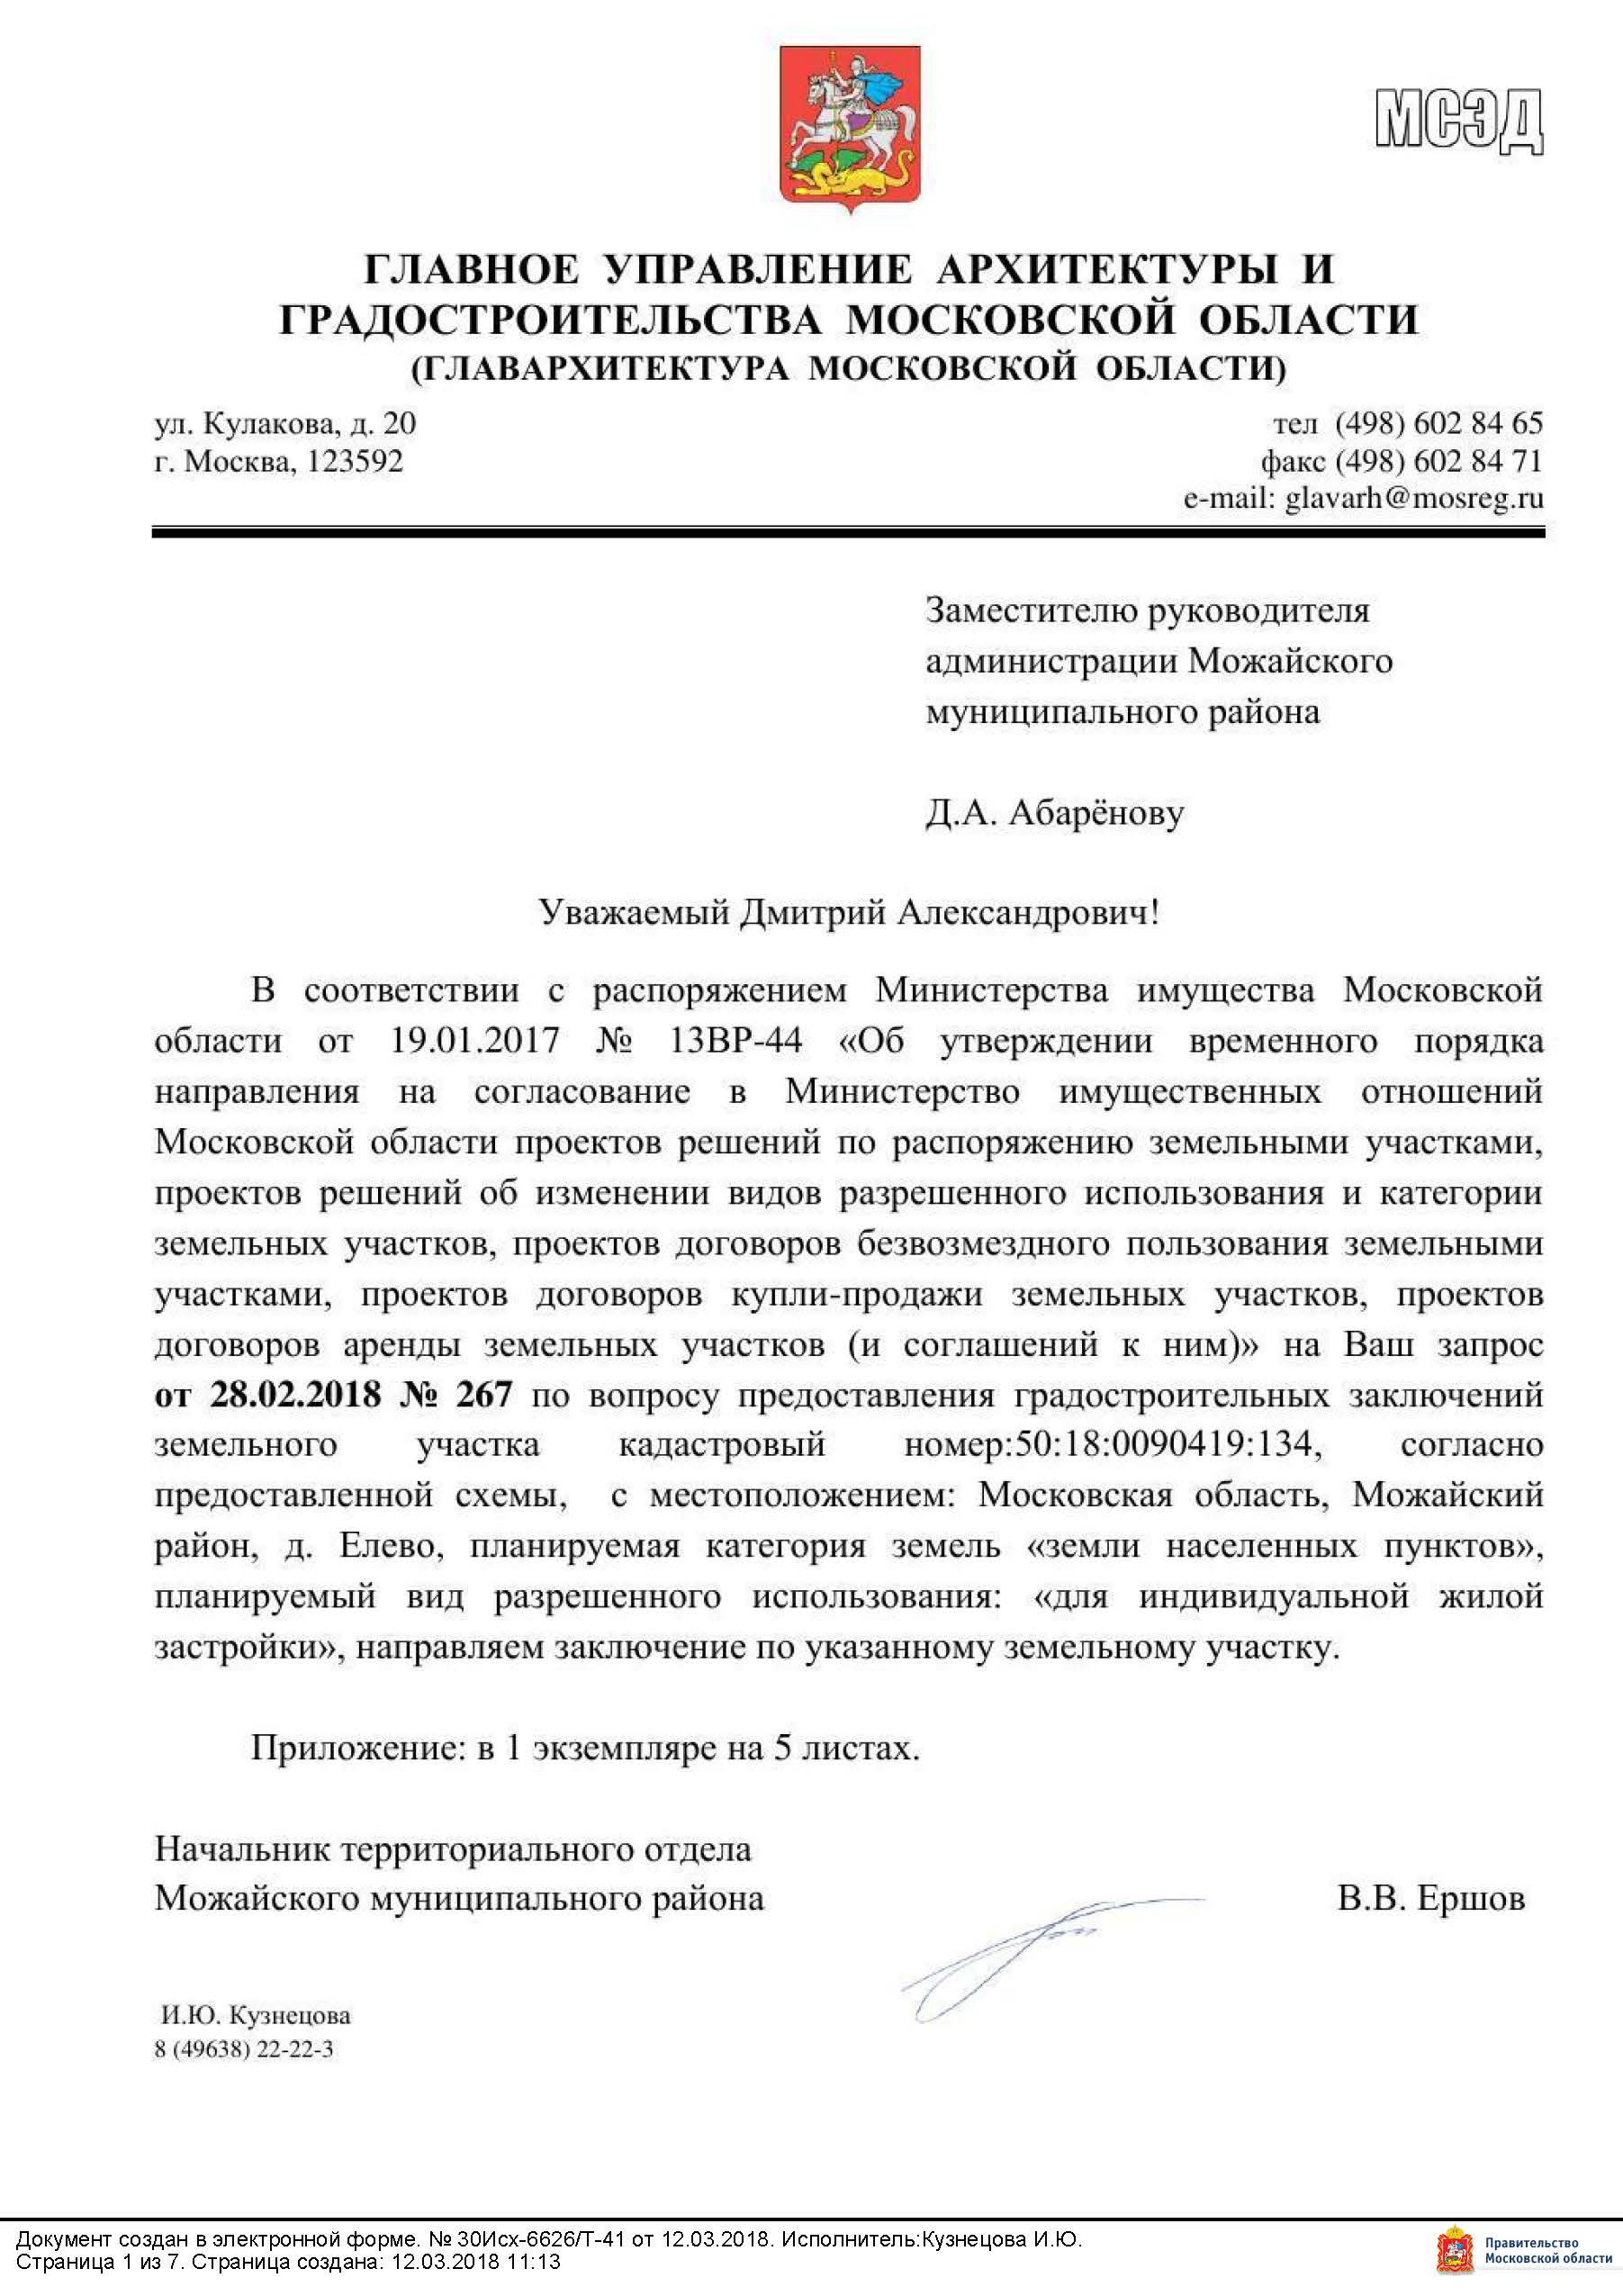 МСЭД
ГЛАВНОЕ УПРАВЛЕНИЕ АРХИТЕКТУРЫ И
ГРАДОСТРОИТЕЛЬСТВА МОСКОВСКОЙ ОБЛАСТИ
(ГЛАВАРХИТЕКТУРА МОСКОВСКОЙ ОБЛАСТИ)
ул. Кулакова, д. 20
г. Москва, 123592
тел (498) 602 84 65
факс (498) 602 84 71
e-mail: glavarh@mosreg.ru
Заместителю руководителя
администрации Можайского
муниципального района
Д.А. Абарёнову
Уважаемый Дмитрий Александрович!
В соответствии с распоряжением Министерства имущества Московской
области от 19.01.2017 № 13ВР-44 «Об утверждении временного порядка
направления на согласование в Министерство имущественных отношений
Московской области проектов решений по распоряжению земельными участками,
проектов решений об изменении видов разрешенного использования и категории
земельных участков, проектов договоров безвозмездного пользования земельными
участками, проектов договоров купли-продажи земельных участков, проектов
договоров аренды земельных участков (и соглашений к ним)» на Ваш запрос
от 28.02.2018 № 267 по вопросу предоставления градостроительных заключений
земельного участка кадастровый номер:50:18:0090419:134, согласно
предоставленной схемы, с местоположением: Московская область, Можайский
район, д. Елево, планируемая категория земель «земли населенных пунктов»,
планируемый вид разрешенного использования: «для индивидуальной жилой
застройки», направляем заключение по указанному земельному участку.
Приложение: в 1 экземпляре на 5 листах.
Начальник территориального отдела
Можайского муниципального района
В.В. Ершов
И.Ю. Кузнецова
8 (49638) 22-22-3
Документ создан в электронной форме. № 30Исх-6626/Т-41 от 12.03.2018. Исполнитель:Кузнецова И.Ю.
Страница 1 из 7. Страница создана: 12.03.2018 11:13
Правительство
Московской области